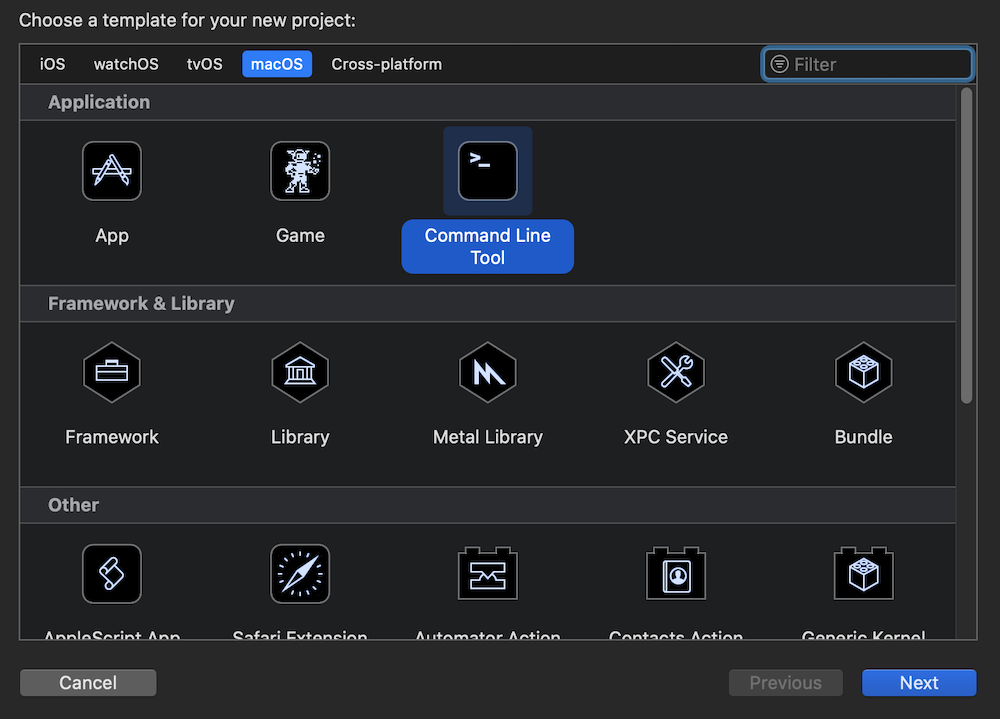 Choose a template for your new project:
iOS watchOS tvOS macOS Cross-platform Filter
Application
App Game Command Line
Tool
Framework & Library
Framework Library Metal Library XPC Service Bundle
Other
AppleScript App Safari Extension Automator Action Contacts Action Generic Kernel
Cancel Previous Next